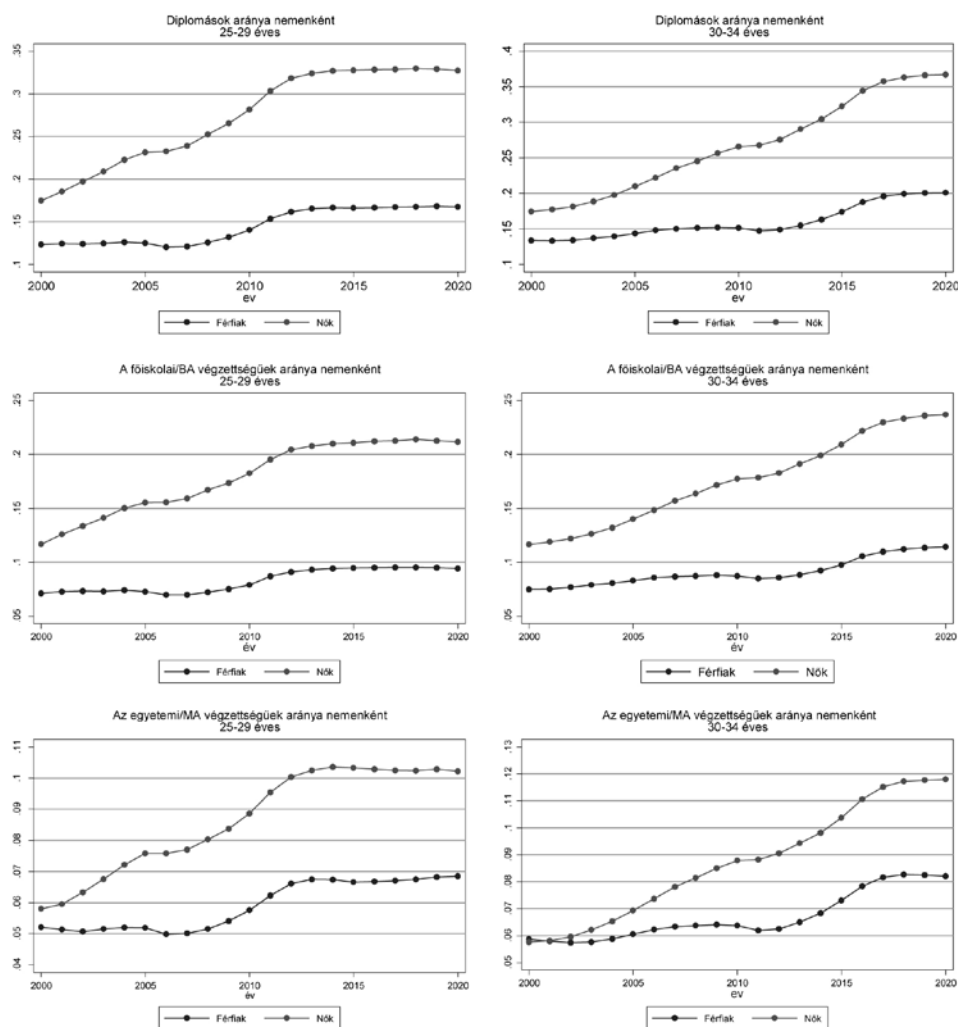 Diplomások aránya nemenként
25-29 éves
.35
.3
.25
.2
.15
.1
2000 2005 2010 2015 2020
ev
Férfiak Nők
Diplomások aránya nemenként
30-34 éves
.4
.35
.3
.25
.2
.15
.1
2000 2005 2010 2015 2020
ev
Férfiak Nők
A főiskolai/BA végzettségűek aránya nemenként
25-29 éves
.25
.2
.15
.1
.05
2000 2005 2010 2015 2020
év
Férfiak Nők
A főiskolai/BA végzettségűek aránya nemenként
30-34 éves
.25
.2
.15
.1
.05
2000 2005 2010 2015 2020
év
Férfiak Nők
Az egyetemi/MA végzettségűek aránya nemenként
25-29 éves
.11
.1
.09
.08
.07
.06
.05
.04
2000 2005 2010 2015 2020
év
Férfiak Nők
Az egyetemi/MA végzettségűek aránya nemenként
30-34 éves
.13
.12
.11
.1
.09
.08
.07
.06
.05
2000 2005 2010 2015 2020
ev
Férfiak Nők